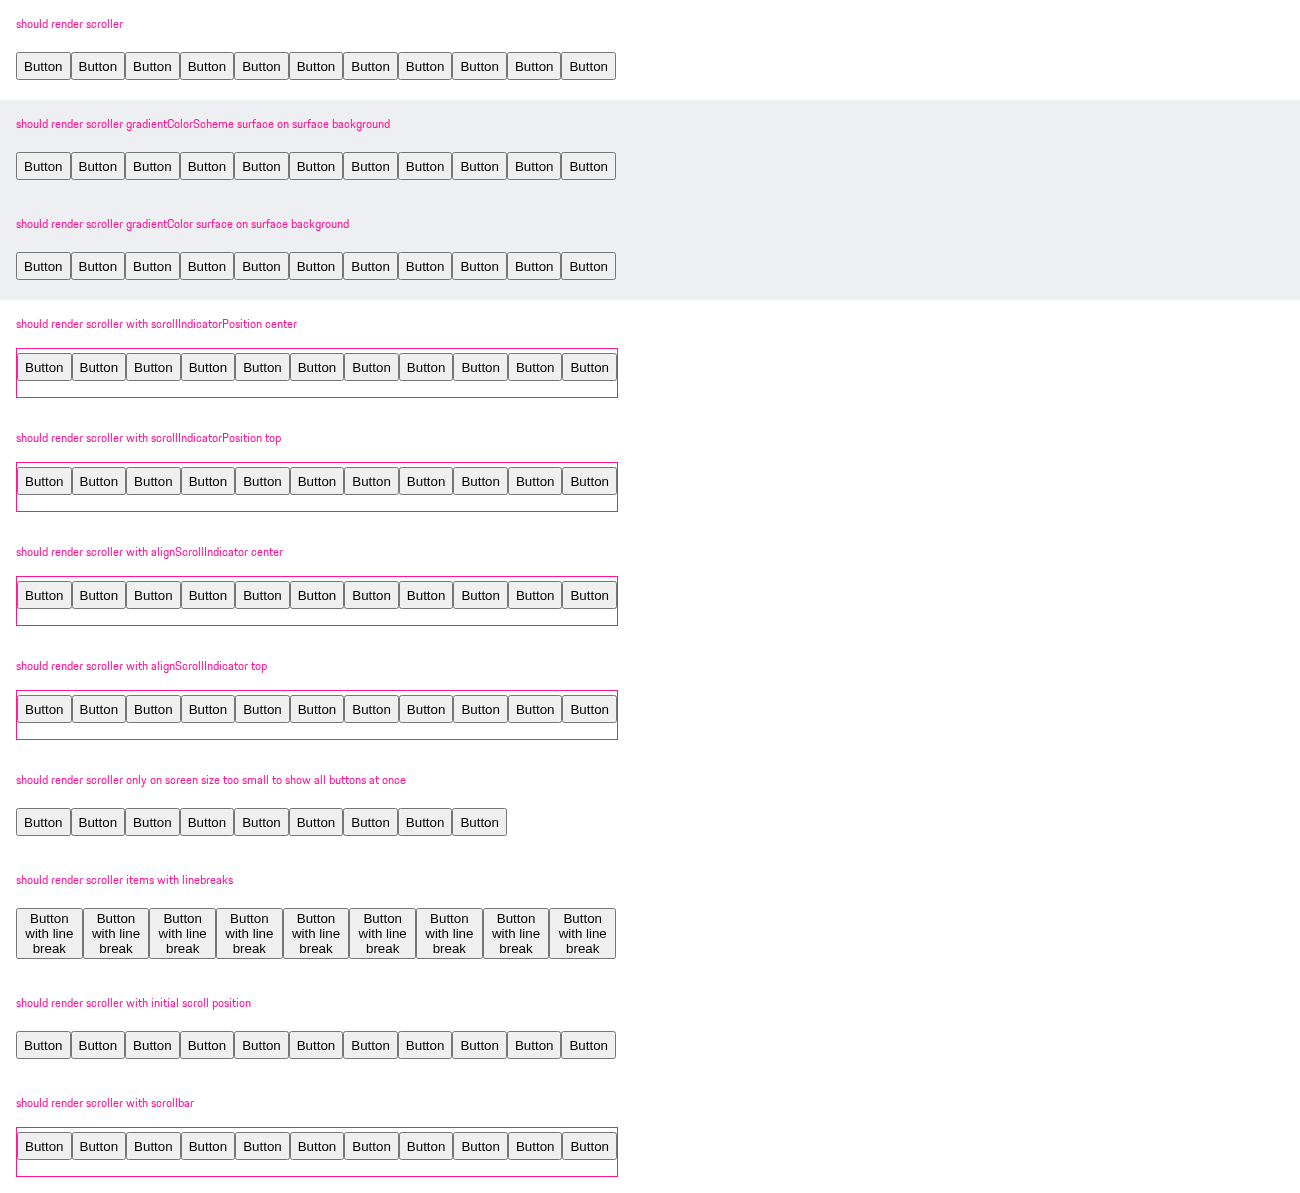 should render scroller
Button Button Button Button Button Button Button Button Button Button Button
should render scroller gradientColorScheme surface on surface background
Button Button Button Button Button Button Button Button Button Button Button
should render scroller gradientColor surface on surface background
Button Button Button Button Button Button Button Button Button Button Button
should render scroller with scrollIndicatorPosition center
Button Button Button Button Button Button Button Button Button Button Button
should render scroller with scrollIndicatorPosition top
Button Button Button Button Button Button Button Button Button Button Button
should render scroller with alignScrollIndicator center
Button Button Button Button Button Button Button Button Button Button Button
should render scroller with alignScrollIndicator top
Button Button Button Button Button Button Button Button Button Button Button
should render scroller only on screen size too small to show all buttons at once
Button Button Button Button Button Button Button Button Button
should render scroller items with linebreaks
Button Button Button Button Button Button Button Button Button
with line with line with line with line with line with line with line with line with line
break break break break break break break break break
should render scroller with initial scroll position
Button Button Button Button Button Button Button Button Button Button Button
should render scroller with scrollbar
Button Button Button Button Button Button Button Button Button Button Button